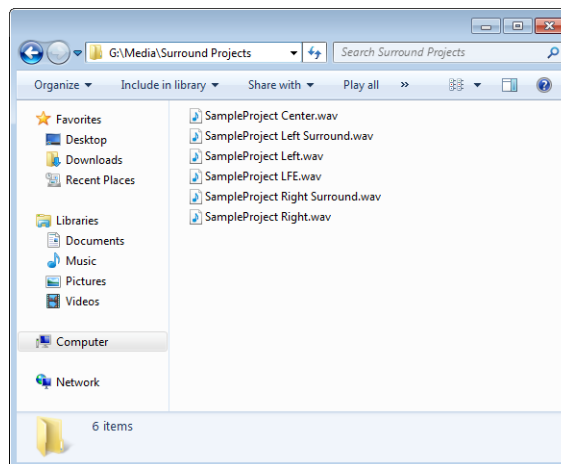 G:\Media\Surround Projects
Search Surround Projects
Organize
Include in library
Share with
Play all
»
Favorites
Desktop
Downloads
Recent Places
Libraries
Documents
Music
Pictures
Videos
Computer
Network
SampleProject Center.wav
SampleProject Left Surround.wav
SampleProject Left.wav
SampleProject LFE.wav
SampleProject Right Surround.wav
SampleProject Right.wav
6 items